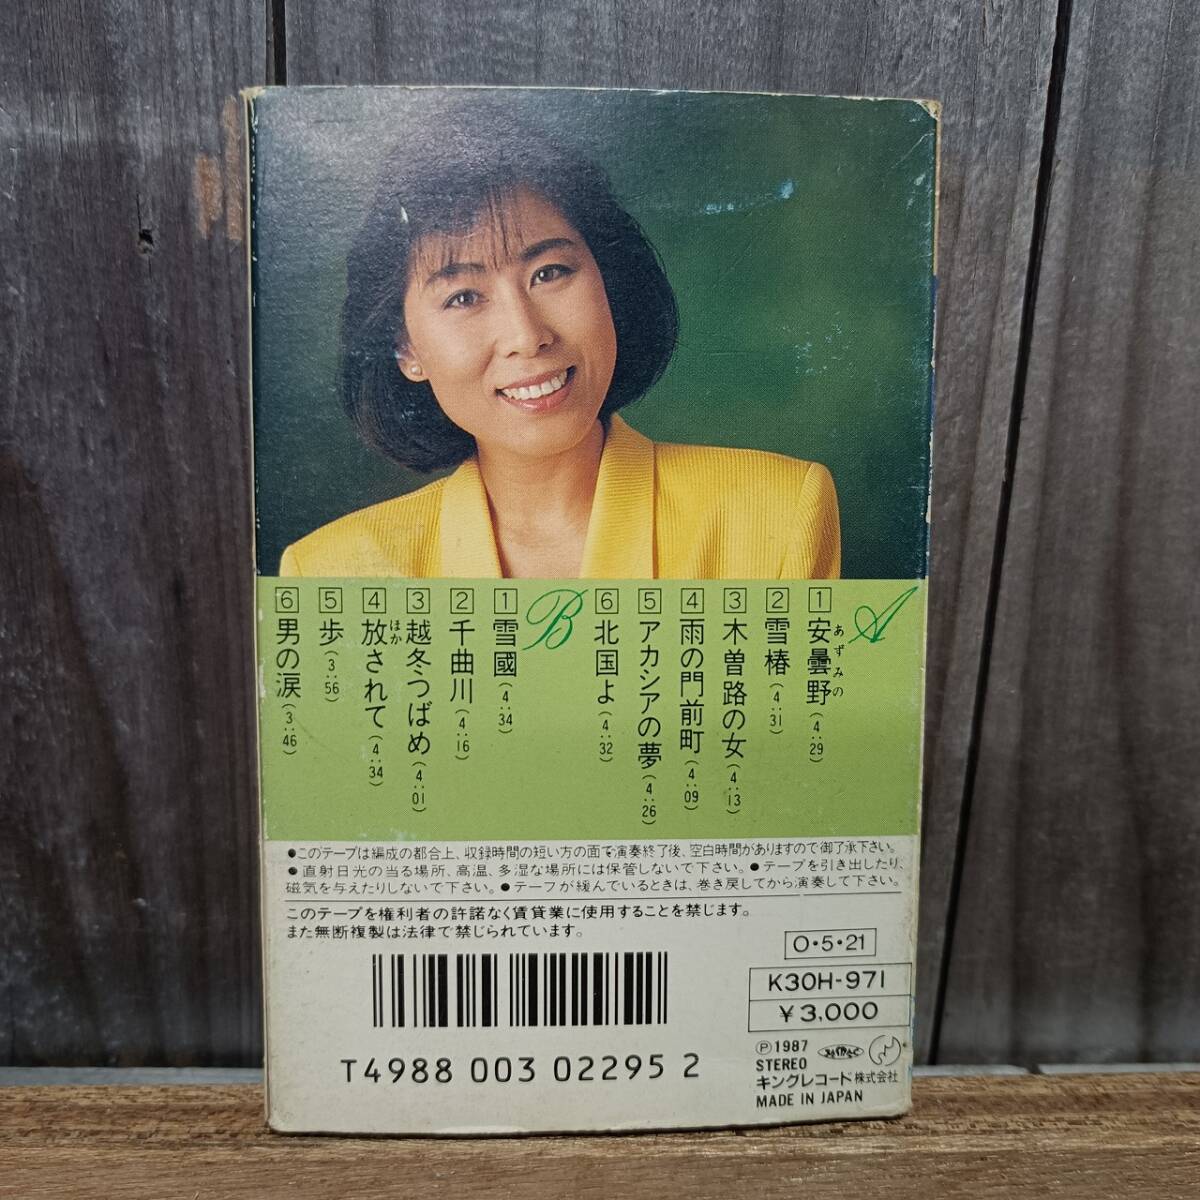 A
1 安曇野 (4:29)
あずみの
2 雪椿 (4:31)
3 木曽路の女 (4:13)
4 雨の門前町 (4:09)
5 アカシアの夢 (4:26)
6 北国よ (4:32)
B
1 雪國 (4:34)
2 千曲川 (4:16)
3 越冬つばめ (4:01)
4 放されて (4:34)
ほか
5 歩 (3:56)
6 男の涙 (3:46)
●このテープは編成の都合上、収録時間の短い方の面で演奏終了後、空白時間がありますので御了承下さい。
●直射日光の当る場所、高温、多湿な場所には保管しないで下さい。●テープを引き出したり、
磁気を与えたりしないで下さい。●テープが緩んでいるときは、巻き戻してから演奏して下さい。
このテープを権利者の許諾なく賃貸業に使用することを禁じます。
また無断複製は法律で禁じられています。
O・5・21
K30H-971
¥3,000
T4988 003 02295 2
Ⓟ1987
STEREO
キングレコード株式会社
MADE IN JAPAN